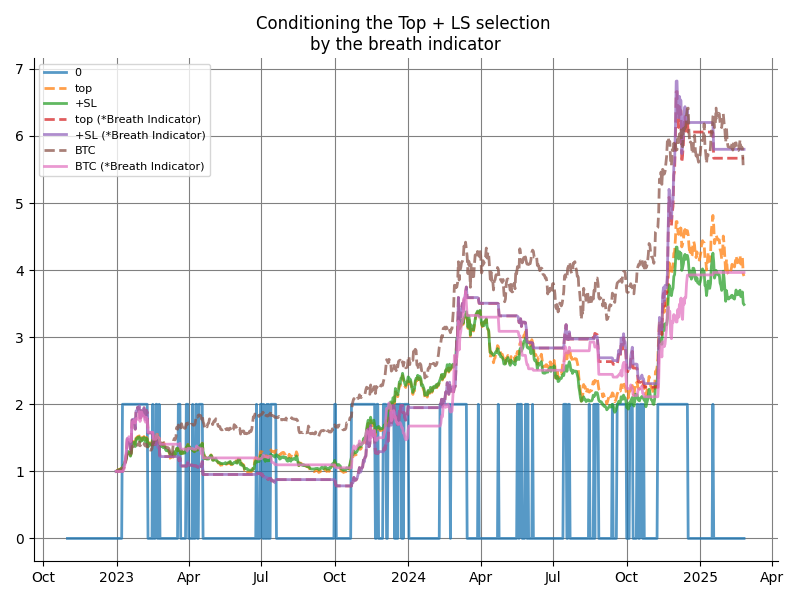 Conditioning the Top + LS selection
by the breath indicator
7
6
5
4
3
2
1
0
0
top
+SL
top (*Breath Indicator)
+SL (*Breath Indicator)
BTC
BTC (*Breath Indicator)
Oct
2023
Apr
Jul
Oct
2024
Apr
Jul
Oct
2025
Apr